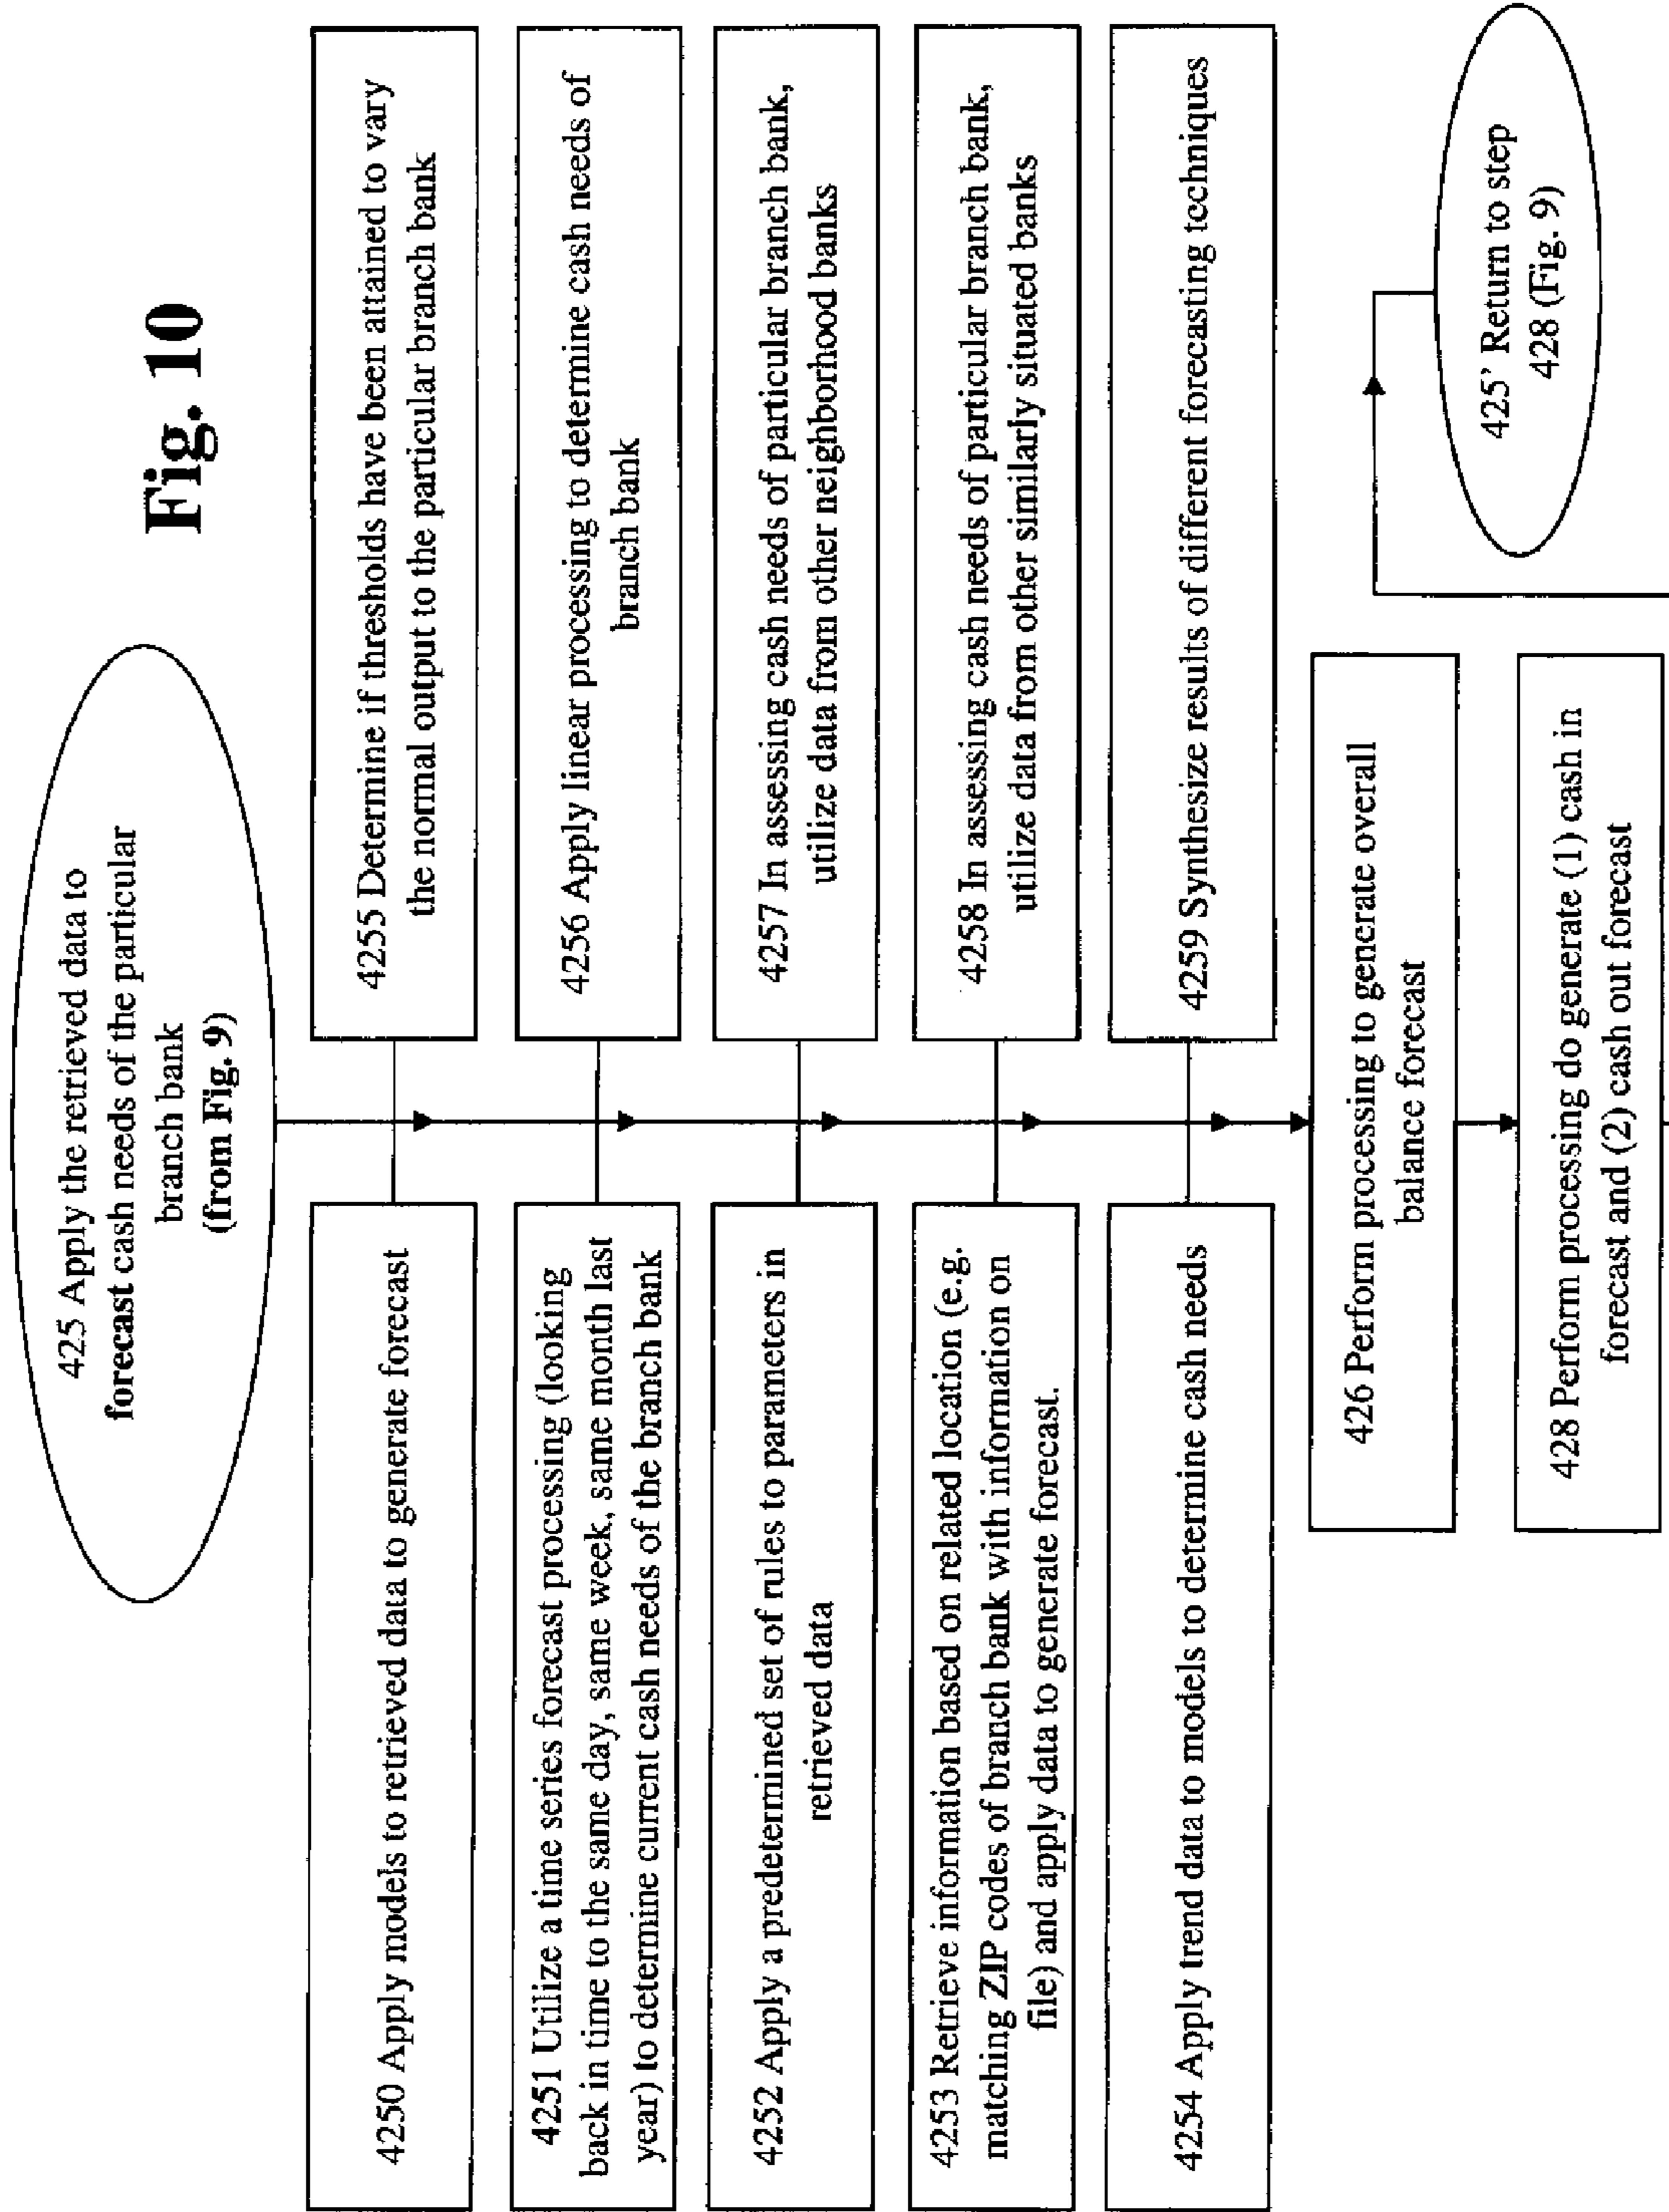 Fig. 10
425 Apply the retrieved data to
forecast cash needs of the particular
branch bank
(from Fig. 9)
4250 Apply models to retrieved data to generate forecast
4251 Utilize a time series forecast processing (looking
back in time to the same day, same week, same month last
year) to determine current cash needs of the branch bank
4252 Apply a predetermined set of rules to parameters in
retrieved data
4253 Retrieve information based on related location (e.g.
matching ZIP codes of branch bank with information on
file) and apply data to generate forecast.
4254 Apply trend data to models to determine cash needs
4255 Determine if thresholds have been attained to vary
the normal output to the particular branch bank
4256 Apply linear processing to determine cash needs of
branch bank
4257 In assessing cash needs of particular branch bank,
utilize data from other neighborhood banks
4258 In assessing cash needs of particular branch bank,
utilize data from other similarly situated banks
4259 Synthesize results of different forecasting techniques
426 Perform processing to generate overall
balance forecast
428 Perform processing do generate (1) cash in
forecast and (2) cash out forecast
425' Return to step
428 (Fig. 9)